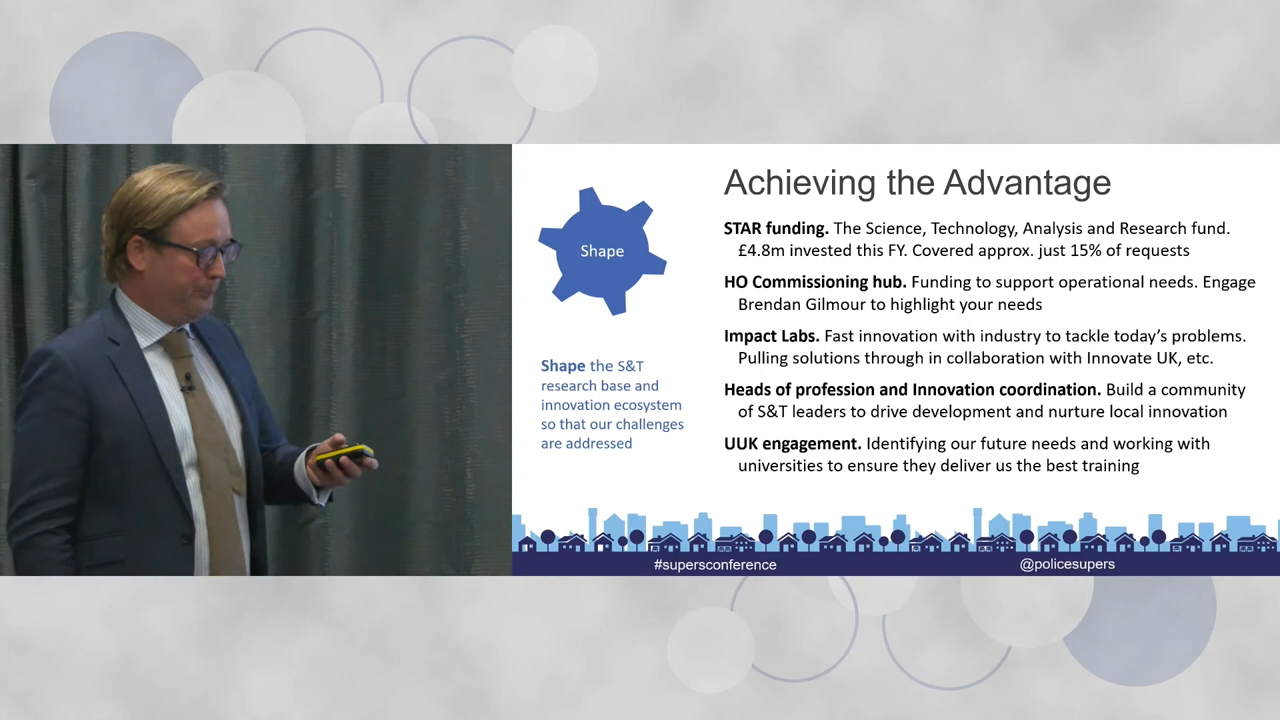 Achieving the Advantage
Shape
STAR funding. The Science, Technology, Analysis and Research fund.
£4.8m invested this FY. Covered approx. just 15% of requests
HO Commissioning hub. Funding to support operational needs. Engage
Brendan Gilmour to highlight your needs
Impact Labs. Fast innovation with industry to tackle today’s problems.
Pulling solutions through in collaboration with Innovate UK, etc.
Heads of profession and Innovation coordination. Build a community
of S&T leaders to drive development and nurture local innovation
UUK engagement. Identifying our future needs and working with
universities to ensure they deliver us the best training
Shape the S&T
research base and
innovation ecosystem
so that our challenges
are addressed
#supersconference
@policesupers